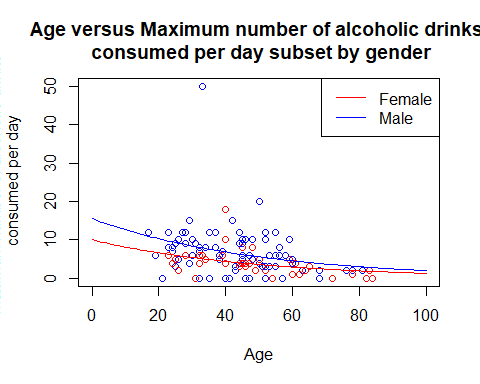 Age versus Maximum number of alcoholic drinks
consumed per day subset by gender
consumed per day
50
40
30
20
10
0
Female
Male
0 20 40 60 80 100
Age